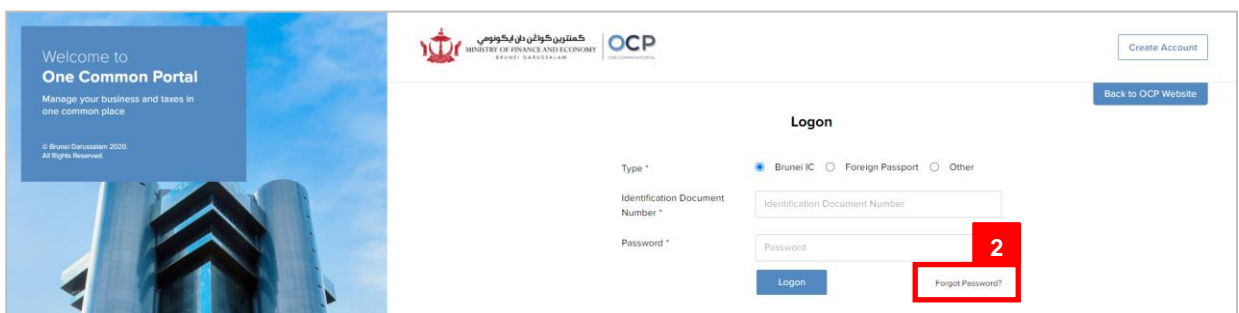 Welcome to
One Common Portal
Manage your business and taxes in
one common place
© Brunei Darussalam 2020.
All Rights Reserved.
كمنترين كواڠن دان ايكونومي
MINISTRY OF FINANCE AND ECONOMY
BRUNEI DARUSSALAM
OCP
ONE COMMON PORTAL
Create Account
Back to OCP Website
Logon
Type *
Brunei IC
Foreign Passport
Other
Identification Document
Number *
Identification Document Number
Password *
Password
2
Logon
Forgot Password?